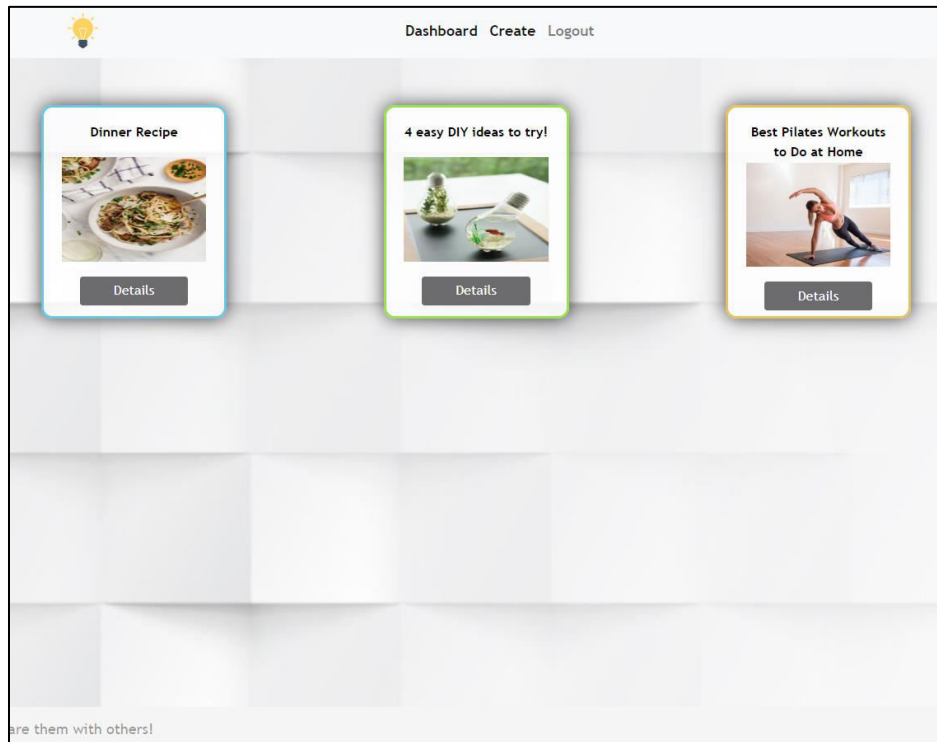 Dashboard Create Logout
Dinner Recipe
Details
4 easy DIY ideas to try!
Details
Best Pilates Workouts
to Do at Home
Details
them with others!